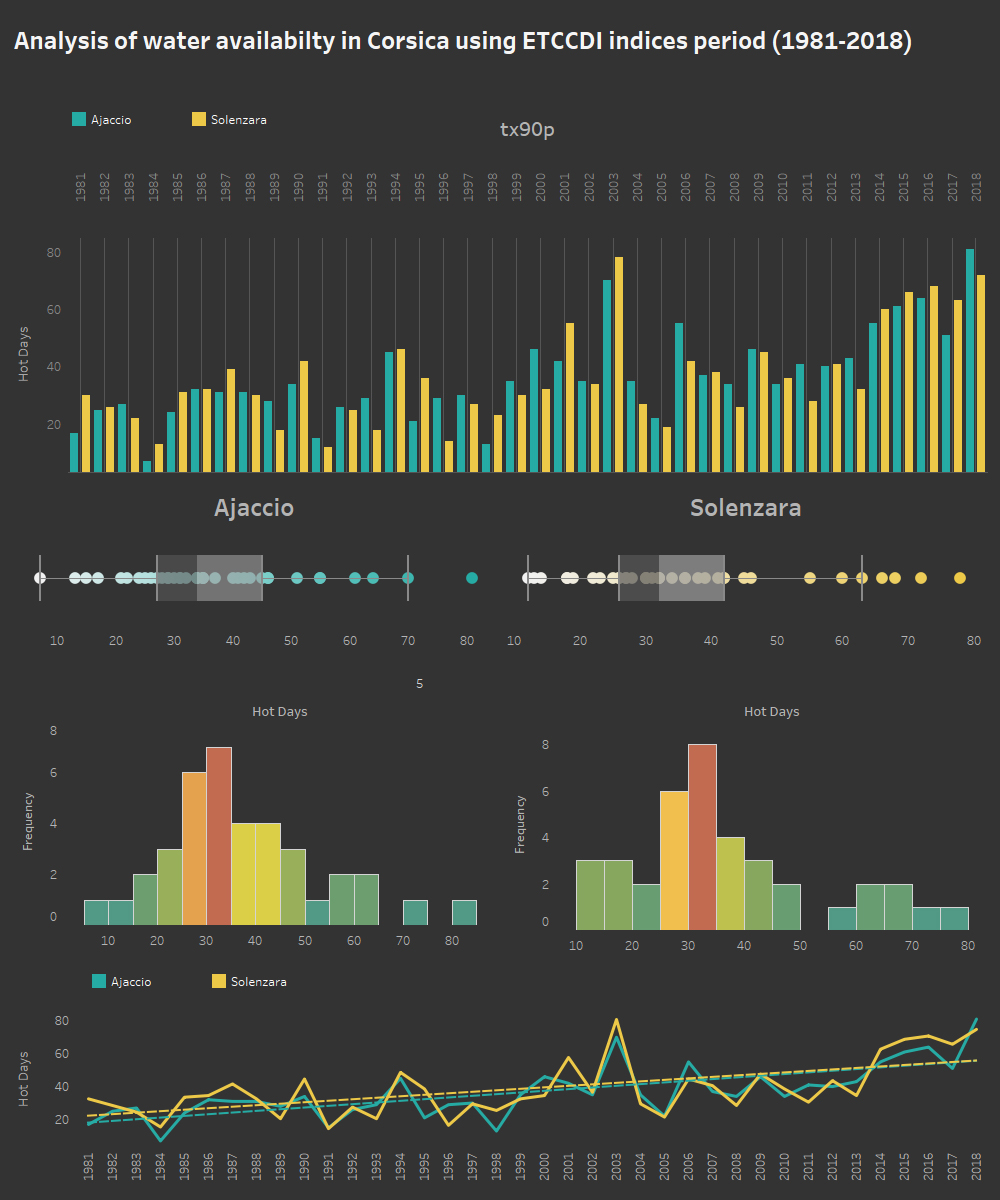 Analysis of water availabilty in Corsica using ETCCDI indices period (1981-2018)
Ajaccio Solenzara
tx90p
1981 1982 1983 1984 1985 1986 1987 1988 1989 1990 1991 1992 1993 1994 1995 1996 1997 1998 1999 2000 2001 2002 2003 2004 2005 2006 2007 2008 2009 2010 2011 2012 2013 2014 2015 2016 2017 2018
80
60
40
20
Hot Days
Ajaccio Solenzara
10 20 30 40 50 60 70 80 10 20 30 40 50 60 70 80
5
Hot Days Hot Days
8
6
4
2
0
Frequency
10 20 30 40 50 60 70 80
8
6
4
2
0
Frequency
10 20 30 40 50 60 70 80
Ajaccio Solenzara
80
60
40
20
Hot Days
1981 1982 1983 1984 1985 1986 1987 1988 1989 1990 1991 1992 1993 1994 1995 1996 1997 1998 1999 2000 2001 2002 2003 2004 2005 2006 2007 2008 2009 2010 2011 2012 2013 2014 2015 2016 2017 2018